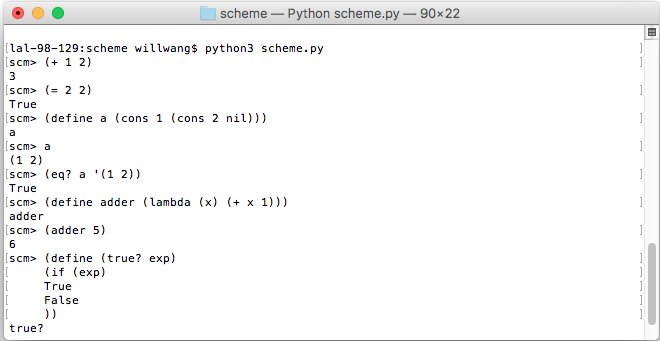 scheme — Python scheme.py — 90×22
[lal-98-129:scheme willwang$ python3 scheme.py ]
[scm> (+ 1 2) ]
3
[scm> (= 2 2) ]
True
[scm> (define a (cons 1 (cons 2 nil))) ]
a
[scm> a ]
(1 2)
[scm> (eq? a '(1 2)) ]
True
[scm> (define adder (lambda (x) (+ x 1))) ]
adder
[scm> (adder 5) ]
6
[scm> (define (true? exp) ]
[     (if (exp) ]
[     True ]
[     False ]
[     )) ]
true?